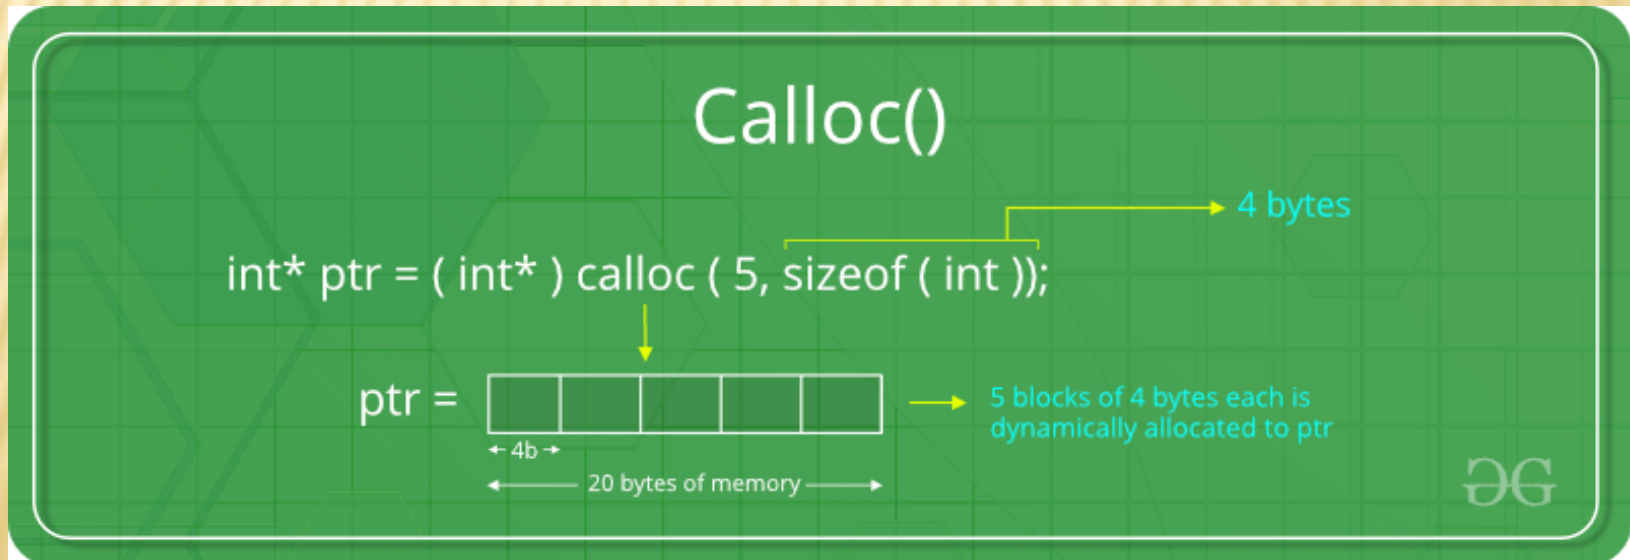 Calloc()
4 bytes
int* ptr = ( int* ) calloc ( 5, sizeof ( int ));
ptr =
5 blocks of 4 bytes each is
dynamically allocated to ptr
4b
20 bytes of memory